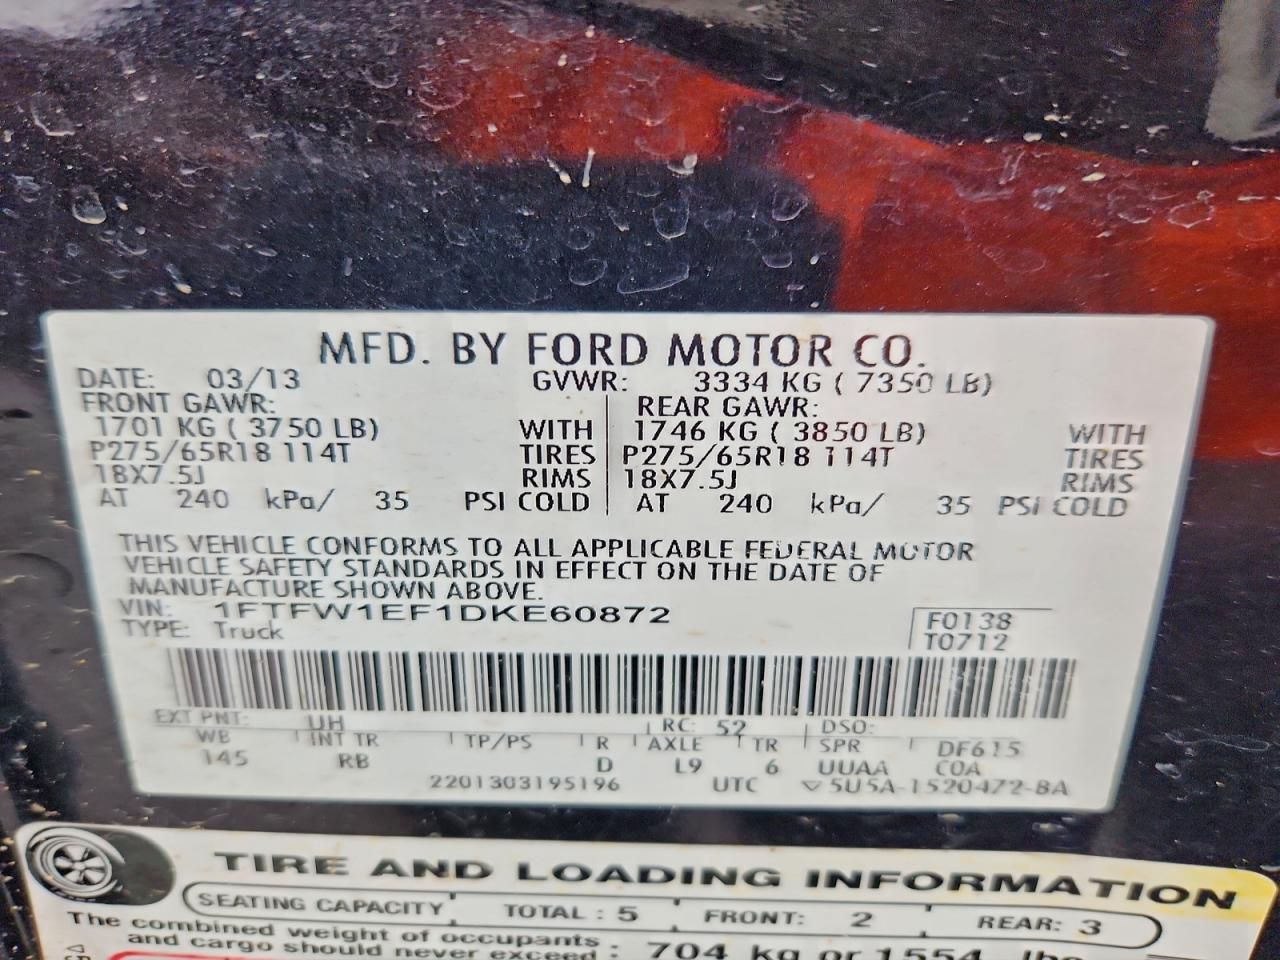 MFD. BY FORD MOTOR CO.
DATE: 03/13 GVWR: 3334 KG ( 7350 LB)
FRONT GAWR: REAR GAWR:
1701 KG ( 3750 LB) WITH 1746 KG ( 3850 LB) WITH
P275/65R18 114T TIRES P275/65R18 114T TIRES
18X7.5J RIMS 18X7.5J RIMS
AT 240 kPa/ 35 PSI COLD AT 240 kPa/ 35 PSI COLD
THIS VEHICLE CONFORMS TO ALL APPLICABLE FEDERAL MOTOR
VEHICLE SAFETY STANDARDS IN EFFECT ON THE DATE OF
MANUFACTURE SHOWN ABOVE.
VIN: 1FTFW1EF1DKE60872 F0138
TYPE: Truck T0712
EXT PNT: UH RC: 52 DSO:
WB INT TR TP/PS R AXLE TR SPR DF615
145 RB D L9 6 UUAA COA
2201303195196 UTC ▽ 5U5A-1520472-BA
TIRE AND LOADING INFORMATION
SEATING CAPACITY TOTAL : 5 FRONT: 2 REAR: 3
The combined weight of occupants
and cargo should never exceed : 704 kg or 1554 lbs